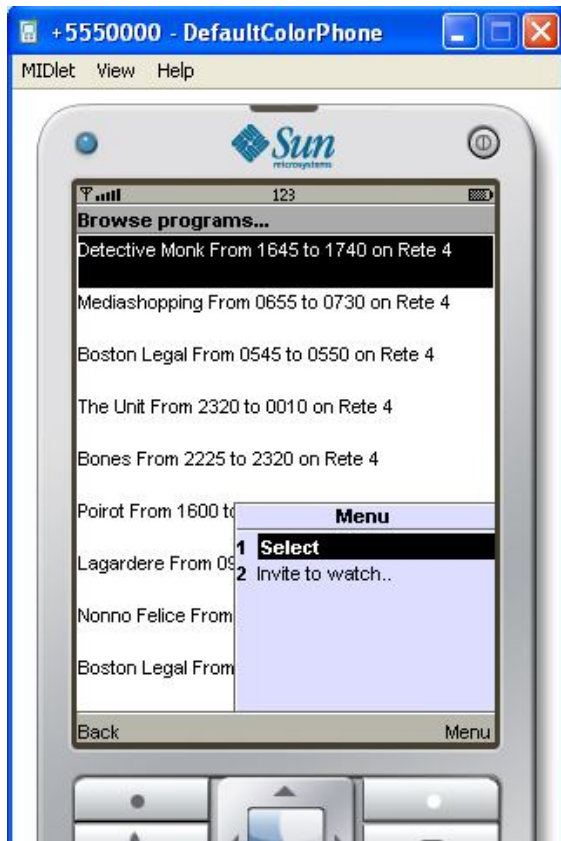 +5550000 - DefaultColorPhone
MIDlet View Help
Sun
microsystems
123
Browse programs...
Detective Monk From 1645 to 1740 on Rete 4
Mediashopping From 0655 to 0730 on Rete 4
Boston Legal From 0545 to 0550 on Rete 4
The Unit From 2320 to 0010 on Rete 4
Bones From 2225 to 2320 on Rete 4
Poirot From 1600 to
Menu
1 Select
Lagardere From 09
2 Invite to watch..
Nonno Felice From
Boston Legal From
Back Menu